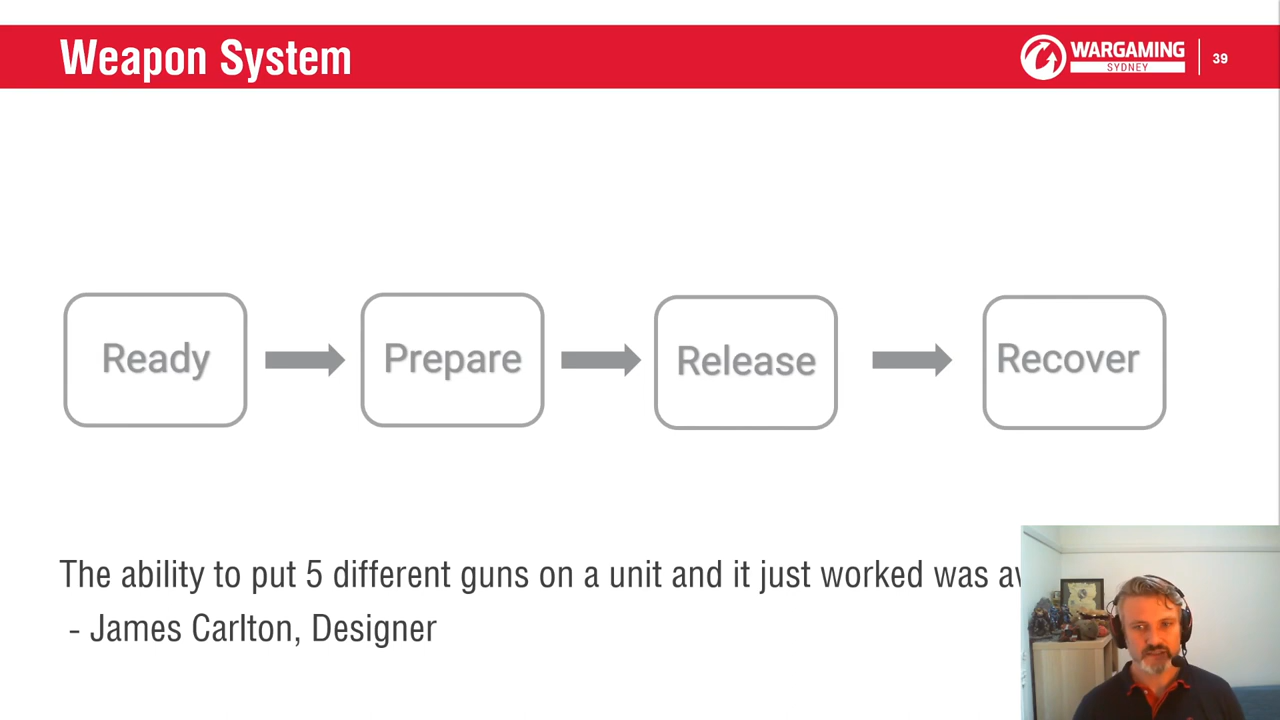 Weapon System
WARGAMING
SYDNEY
39
Ready
Prepare
Release
Recover
The ability to put 5 different guns on a unit and it just worked was
- James Carlton, Designer